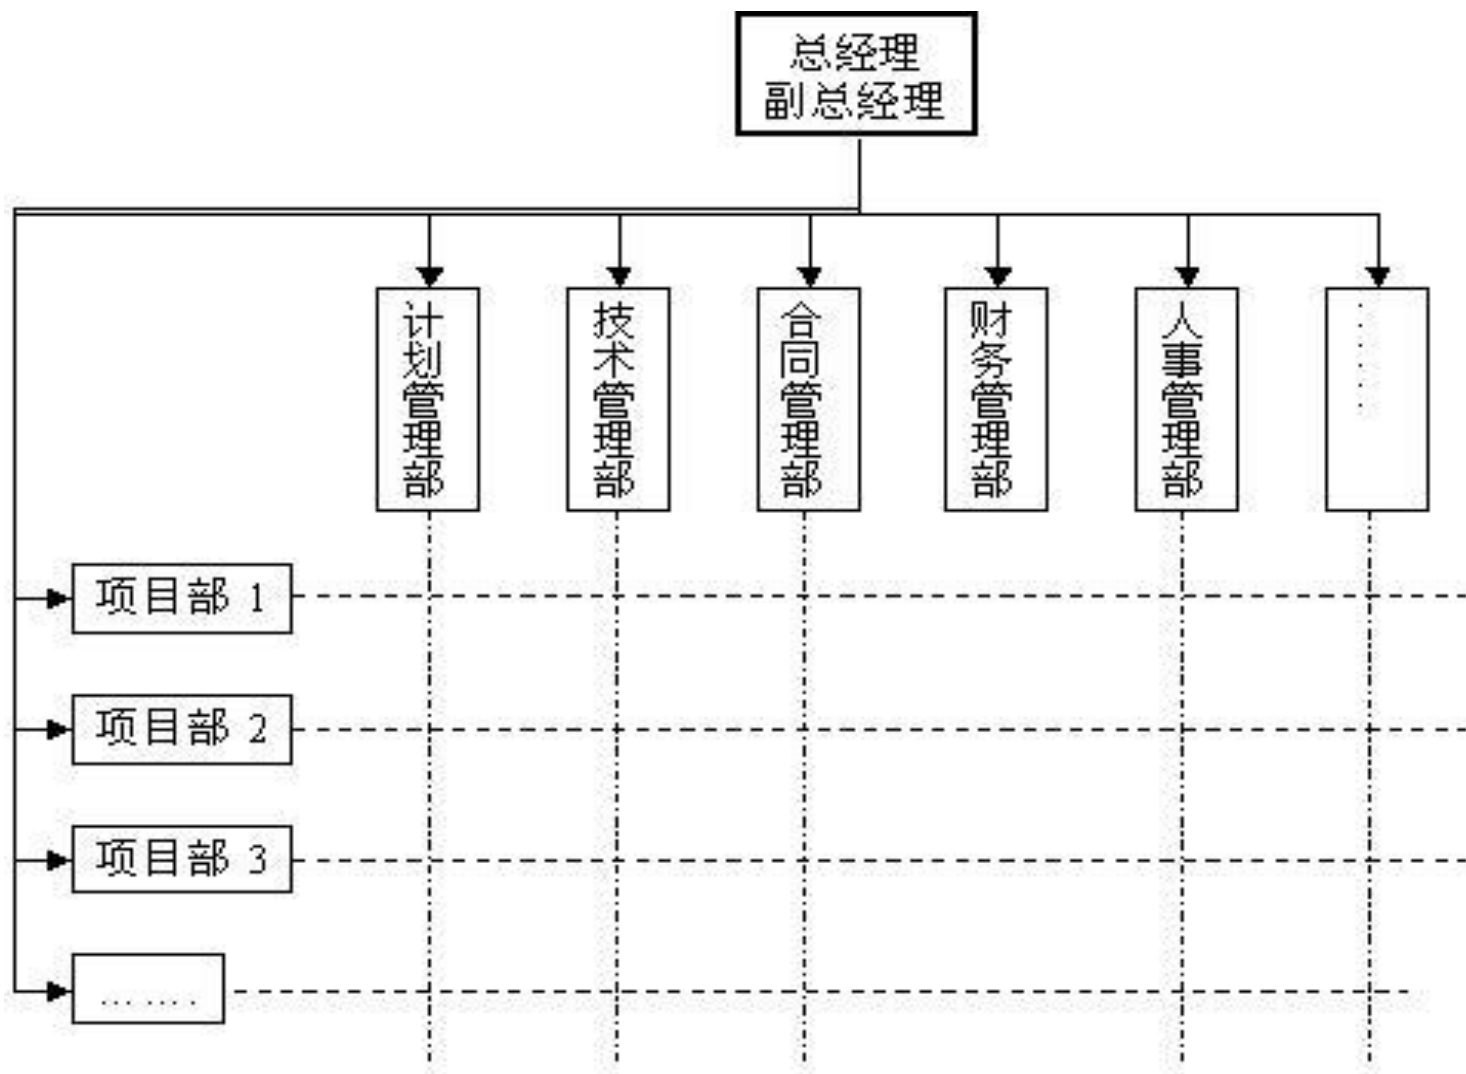 总经理
副总经理
计划管理部
技术管理部
合同管理部
财务管理部
人事管理部
......
项目部 1
项目部 2
项目部 3
.......